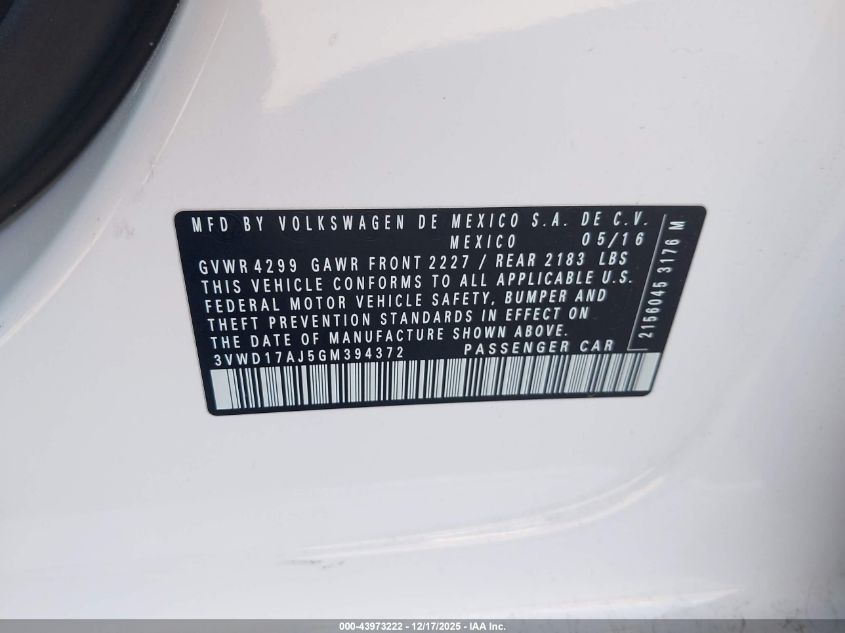 MFD BY VOLKSWAGEN DE MEXICO S.A. DE C.V.
MEXICO 05/16
GVWR 4299 GAWR FRONT 2227 / REAR 2183 LBS
THIS VEHICLE CONFORMS TO ALL APPLICABLE U.S.
FEDERAL MOTOR VEHICLE SAFETY, BUMPER AND
THEFT PREVENTION STANDARDS IN EFFECT ON
THE DATE OF MANUFACTURE SHOWN ABOVE.
3VWD17AJ5GM394372 PASSENGER CAR
2156045 3176 M
000-43973222 - 12/17/2025 - IAA Inc.